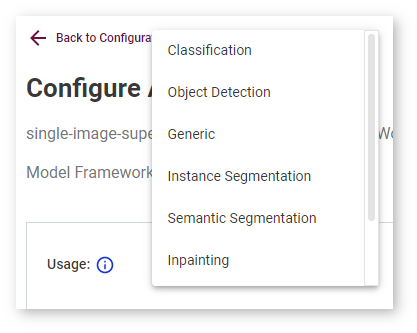 Back to Configura
Configure
single-image-supe
Model Framework
Usage:
Classification
Object Detection
Generic
Instance Segmentation
Semantic Segmentation
Inpainting